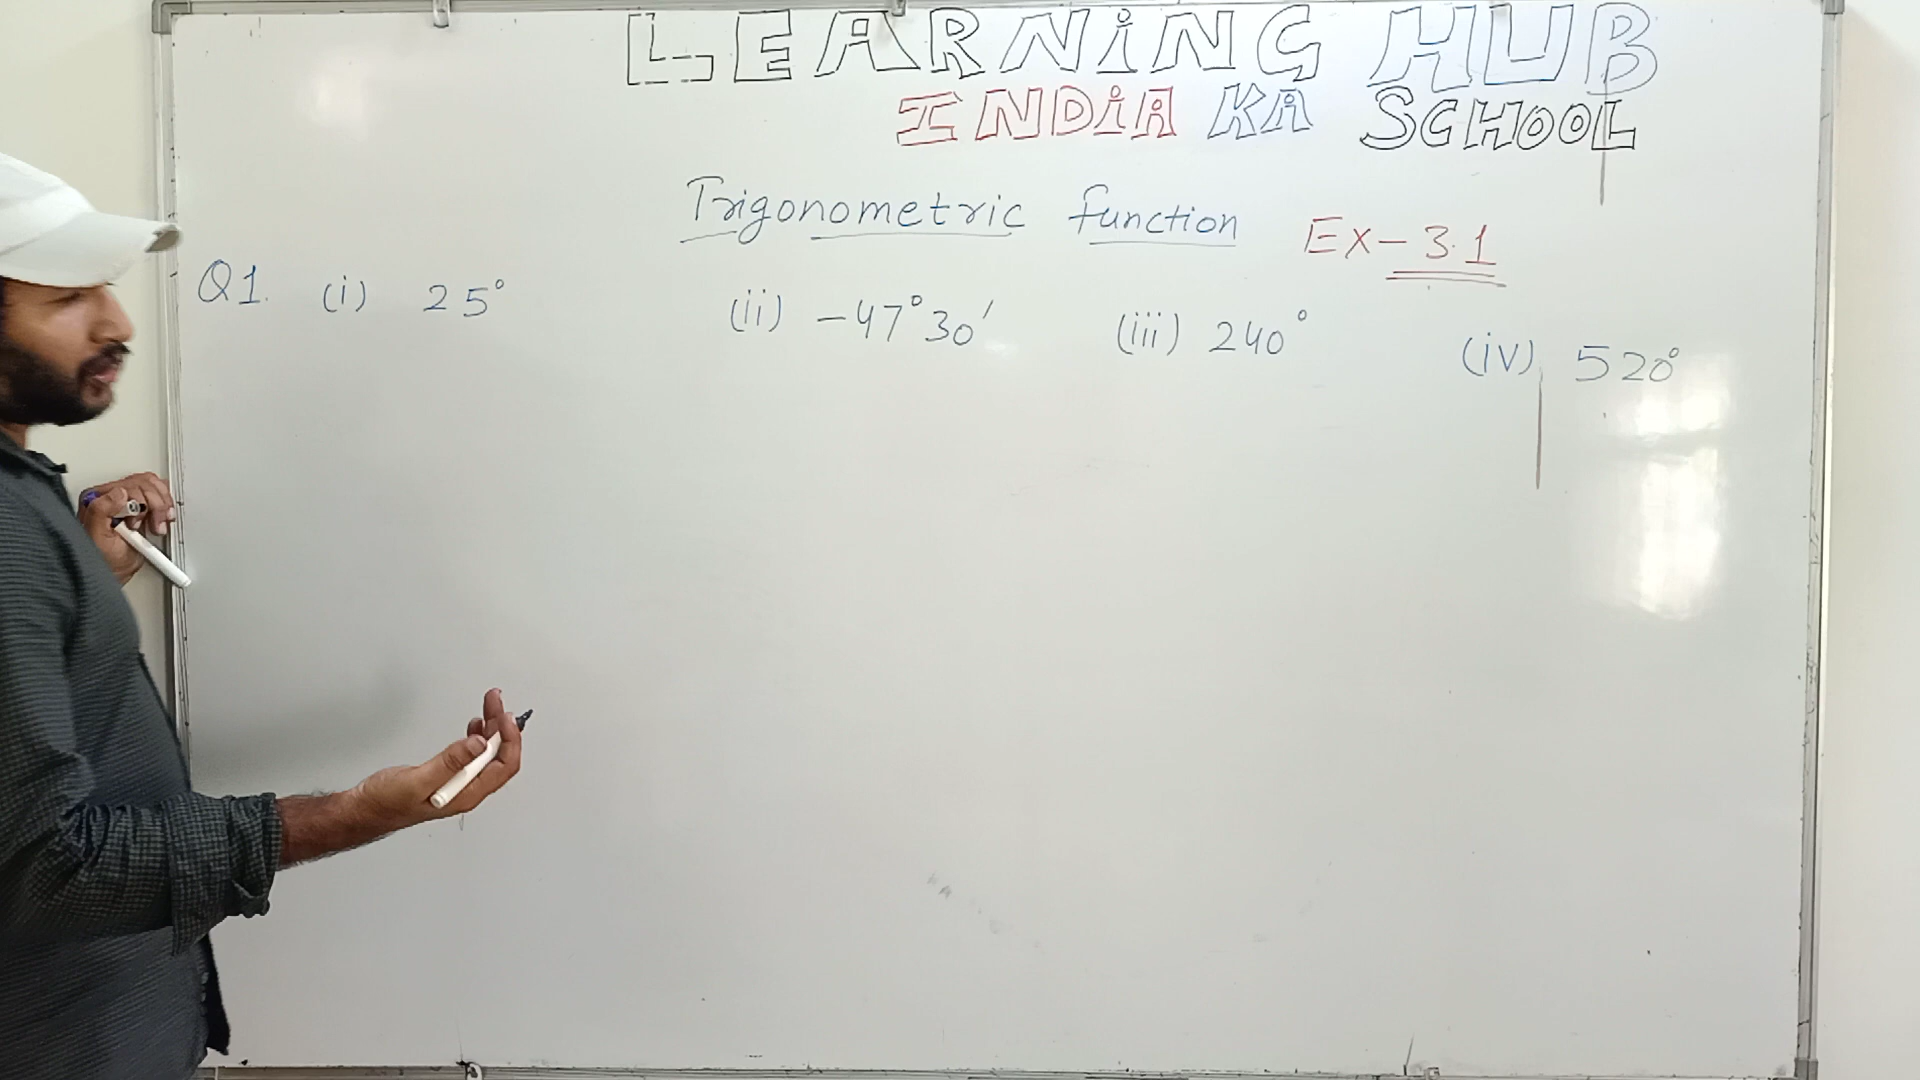 LEARNiNG HUB
INDiA KA SCHOOL
Trigonometric function Ex-3.1
Q1. (i) 25° (ii) -47°30' (iii) 240° (iv) 520°